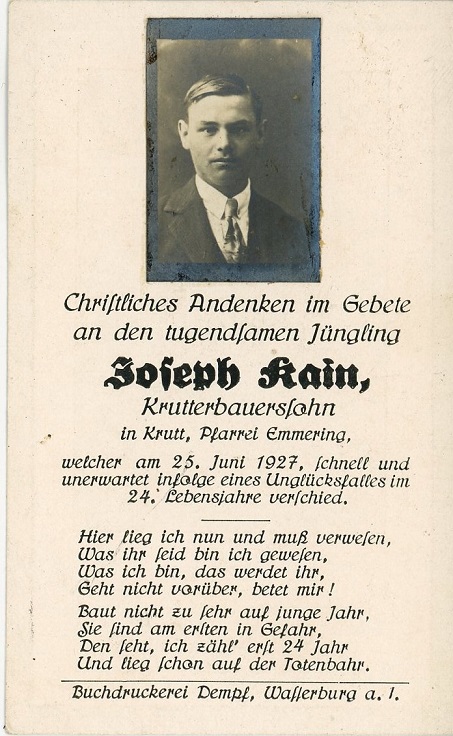 Chriſtliches Andenken im Gebete
an den tugendſamen Jüngling
Joſeph Kain,
Krutterbauersſohn
in Krutt, Pfarrei Emmering,
welcher am 25. Juni 1927, ſchnell und
unerwartet infolge eines Unglücksfalles im
24. Lebensjahre verſchied.
Hier lieg ich nun und muß verweſen,
Was ihr ſeid bin ich geweſen,
Was ich bin, das werdet ihr,
Geht nicht vorüber, betet mir!
Baut nicht zu ſehr auf junge Jahr,
Sie ſind am erſten in Gefahr,
Den ſeht, ich zähl' erſt 24 Jahr
Und lieg ſchon auf der Totenbahr.
Buchdruckerei Dempf, Waſſerburg a. I.